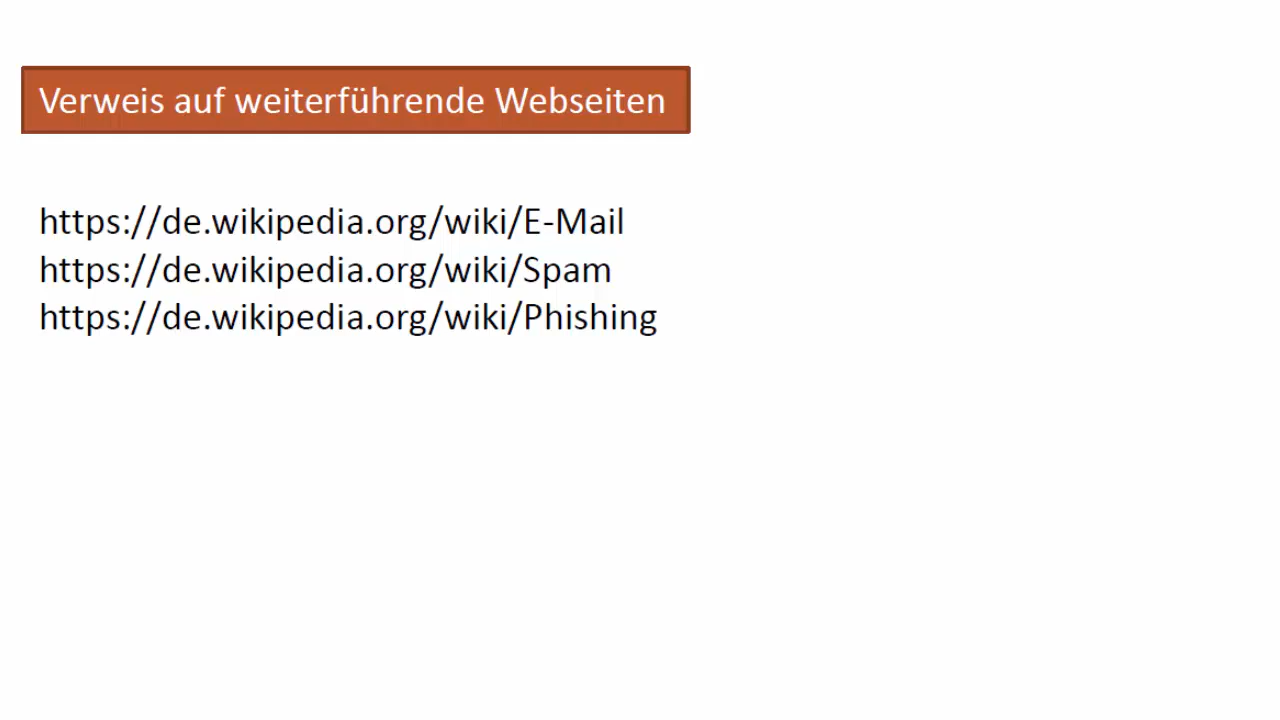 Verweis auf weiterführende Webseiten
https://de.wikipedia.org/wiki/E-Mail
https://de.wikipedia.org/wiki/Spam
https://de.wikipedia.org/wiki/Phishing